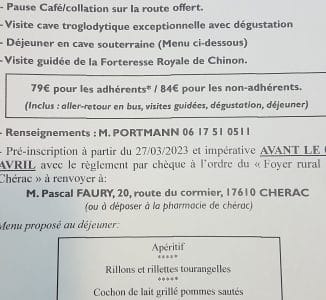 - Pause Café/collation sur la route offert.
- Visite cave troglodytique exceptionnelle avec dégustation
- Déjeuner en cave souterraine (Menu ci-dessous)
- Visite guidée de la Forteresse Royale de Chinon.
79€ pour les adhérents* / 84€ pour les non-adhérents.
(Inclus : aller-retour en bus, visites guidées, dégustation, déjeuner)
- Renseignements : M. PORTMANN 06 17 51 0511
- Pré-inscription à partir du 27/03/2023 et impérative AVANT LE
AVRIL avec le règlement par chèque à l'ordre du « Foyer rural
Chérac » à renvoyer à:
M. Pascal FAURY, 20, route du cormier, 17610 CHERAC
(ou à déposer à la pharmacie de chérac)
Menu proposé au déjeuner:
Apéritif
*****
Rillons et rillettes tourangelles
*****
Cochon de lait grillé pommes sautés